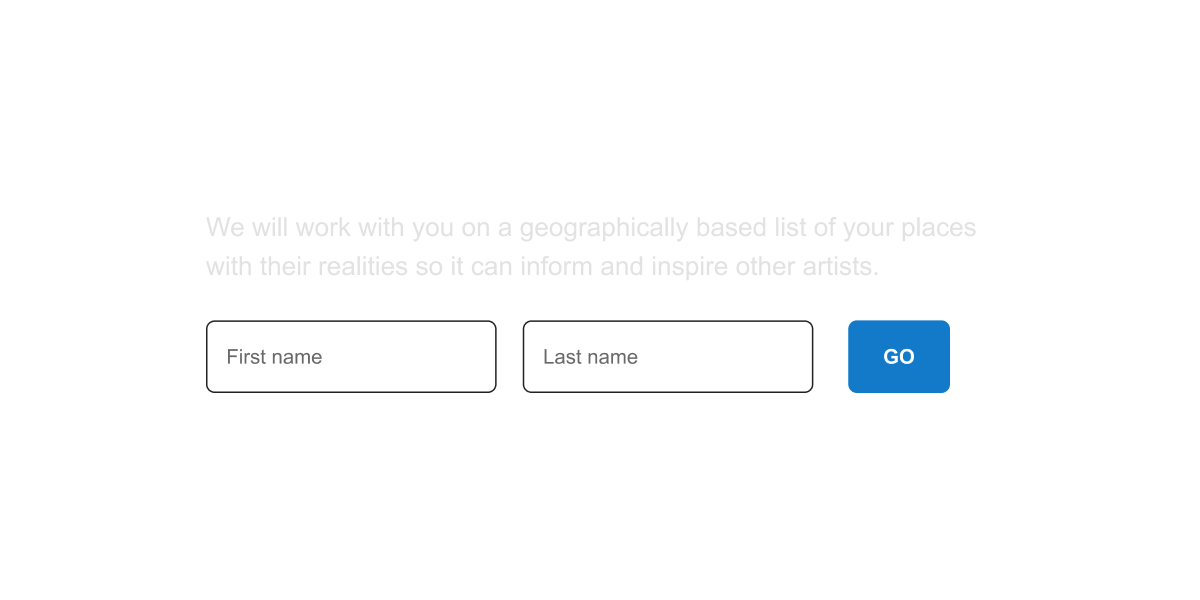 We will work with you on a geographically based list of your places
with their realities so it can inform and inspire other artists.
First name
Last name
GO